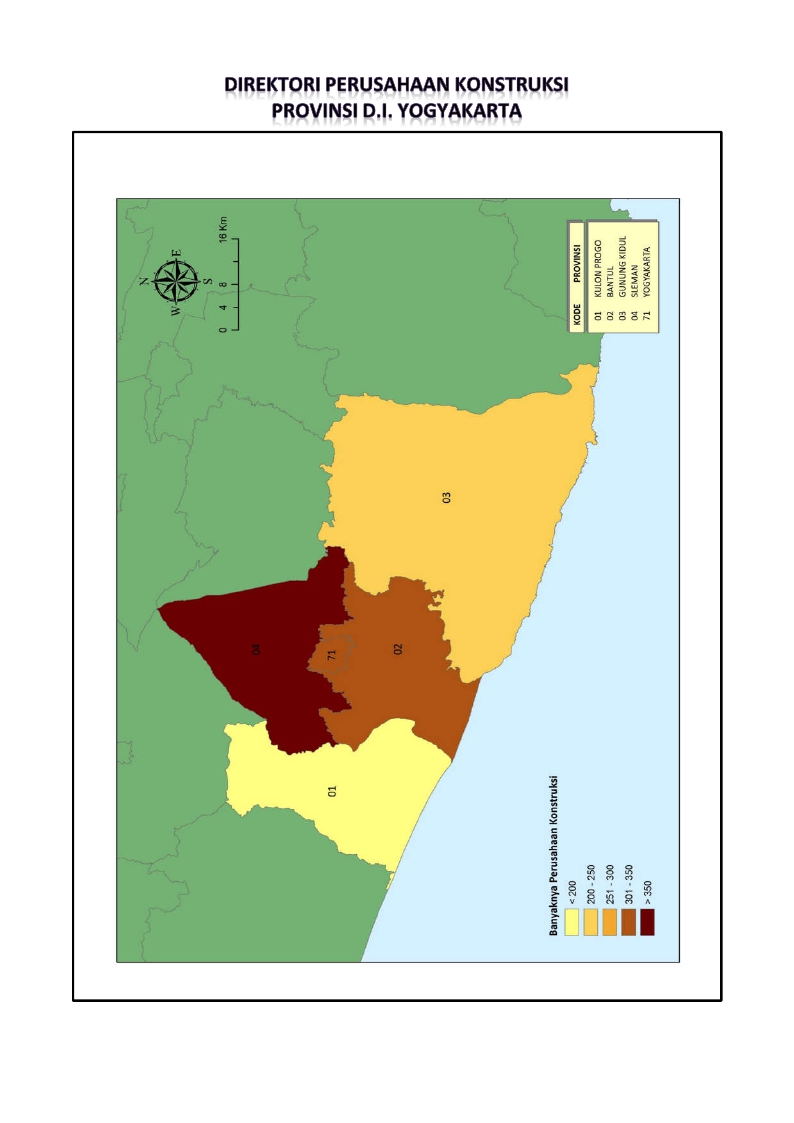 DIREKTORI PERUSAHAAN KONSTRUKSI
PROVINSI D.I. YOGYAKARTA
N
E
S
W
0 4 8 16 Km
KODE PROVINSI
01 KULON PROGO
02 BANTUL
03 GUNUNG KIDUL
04 SLEMAN
71 YOGYAKARTA
04
71
02
03
01
Banyaknya Perusahaan Konstruksi
< 200
200 - 250
251 - 300
301 - 350
> 350